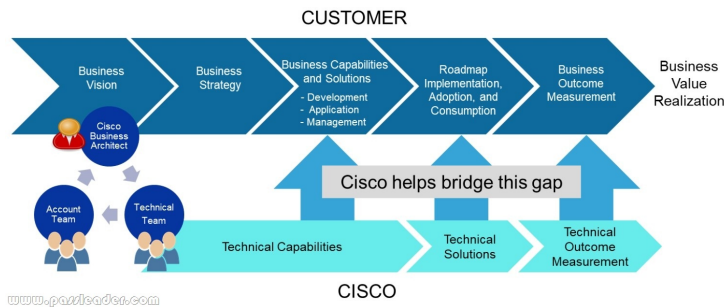 CUSTOMER
Business
Vision
Business
Strategy
Business Capabilities
and Solutions
- Development
- Application
- Management
Roadmap
Implementation,
Adoption, and
Consumption
Business
Outcome
Measurement
Business
Value
Realization
Cisco
Business
Architect
Account
Team
Technical
Team
Cisco helps bridge this gap
Technical Capabilities
Technical
Solutions
Technical
Outcome
Measurement
CISCO
www.passleader.com